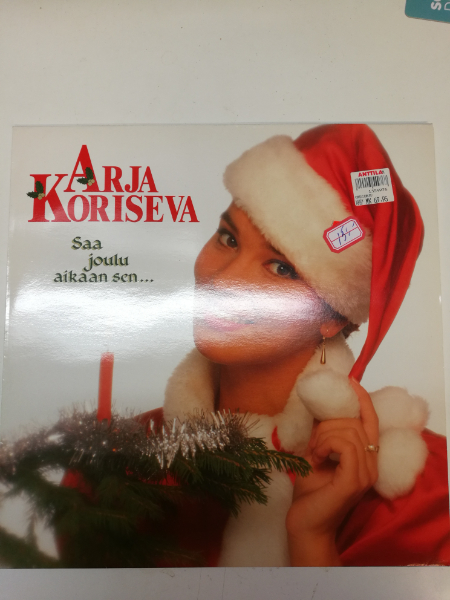 ARJA
KORISEVA
Saa
joulu
aikaan sen...
ANTTILA